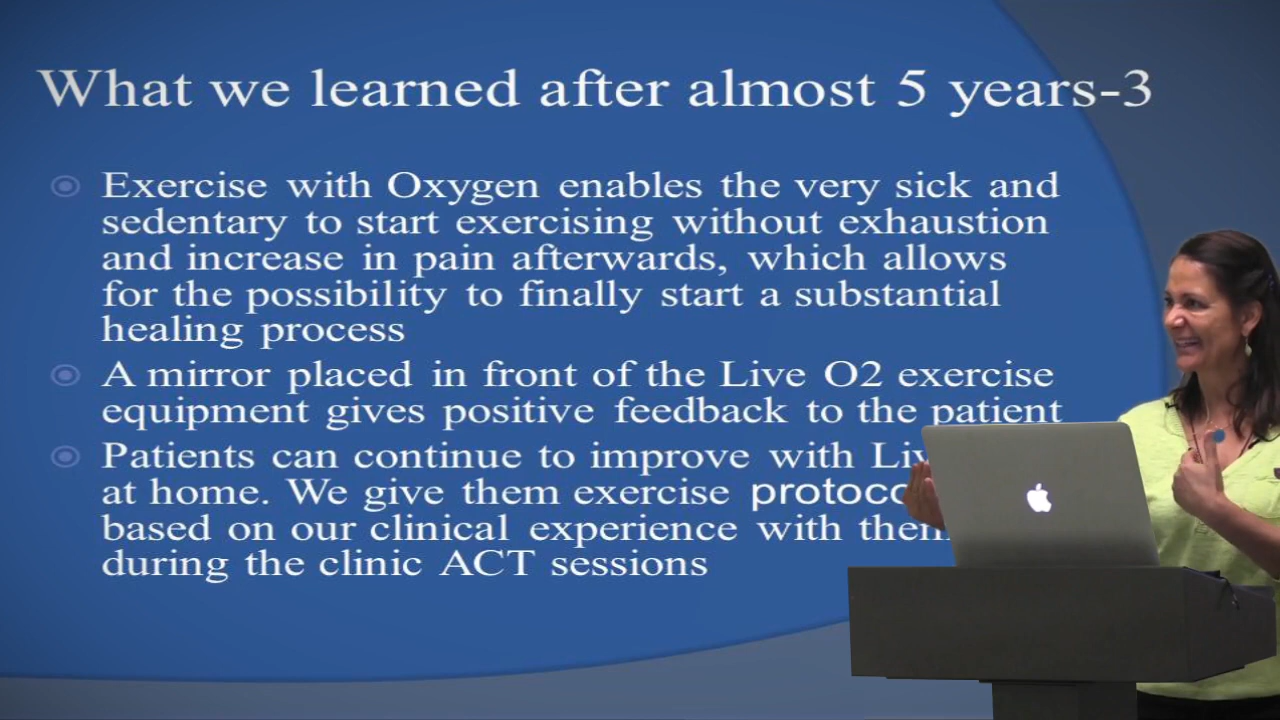 What we learned after almost 5 years-3
Exercise with Oxygen enables the very sick and
sedentary to start exercising without exhaustion
and increase in pain afterwards, which allows
for the possibility to finally start a substantial
healing process
A mirror placed in front of the Live O2 exercise
equipment gives positive feedback to the patient
Patients can continue to improve with
at home. We give them exercise
based on our clinical experience with
during the clinic ACT sessions